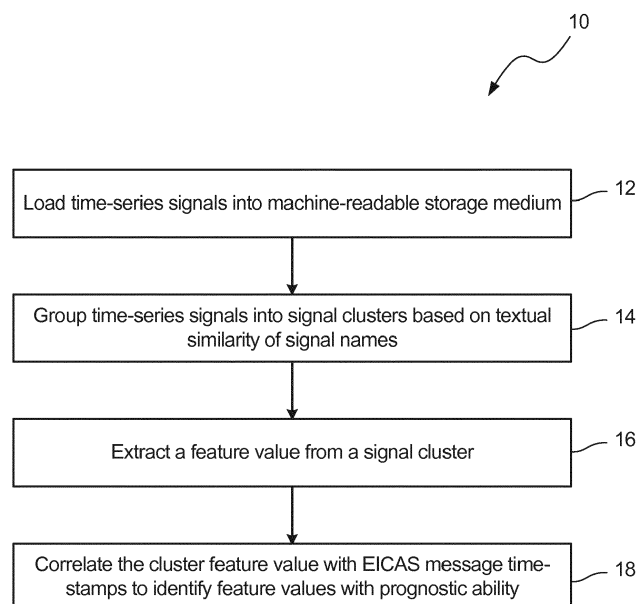 10
Load time-series signals into machine-readable storage medium
12
Group time-series signals into signal clusters based on textual
similarity of signal names
14
Extract a feature value from a signal cluster
16
Correlate the cluster feature value with EICAS message time-
stamps to identify feature values with prognostic ability
18